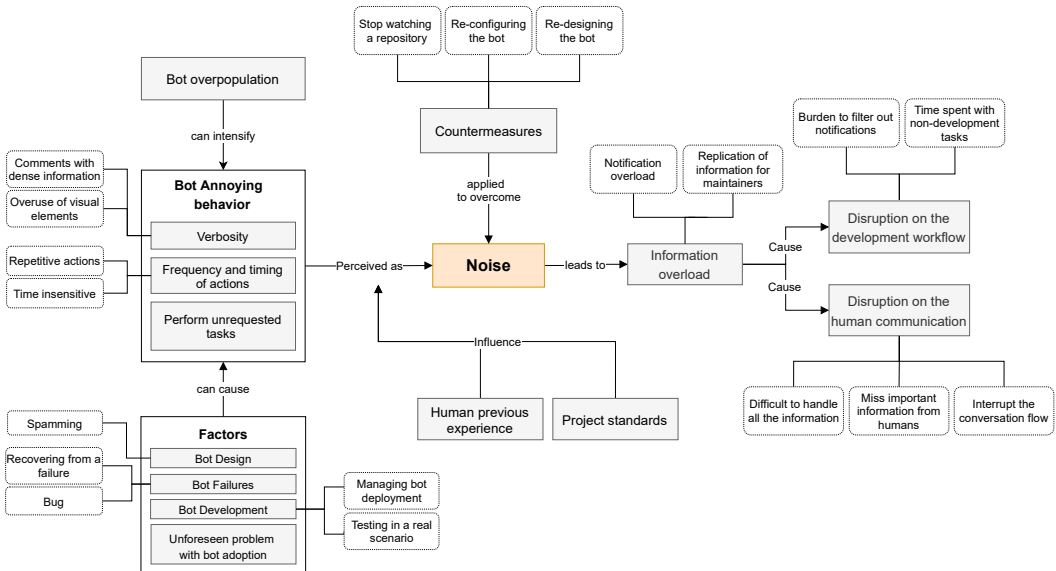 Stop watching
a repository
Re-configuring
the bot
Re-designing
the bot
Bot overpopulation
Countermeasures
Burden to filter out
notifications
Time spent with
non-development
tasks
can intensify
Comments with
dense information
Overuse of visual
elements
Bot Annoying
behavior
Verbosity
Repetitive actions
Time insensitive
Frequency and timing
of actions
Perform unrequested
tasks
applied
to overcome
Notification
overload
Replication of
information for
maintainers
Perceived as
Noise
leads to
Information
overload
Cause
Cause
Disruption on the
development workflow
Disruption on the
human communication
Influence
can cause
Human previous
experience
Project standards
Difficult to handle
all the information
Miss important
information from
humans
Interrupt the
conversation flow
Factors
Spamming
Bot Design
Recovering from a
failure
Bug
Bot Failures
Bot Development
Managing bot
deployment
Testing in a real
scenario
Unforeseen problem
with bot adoption